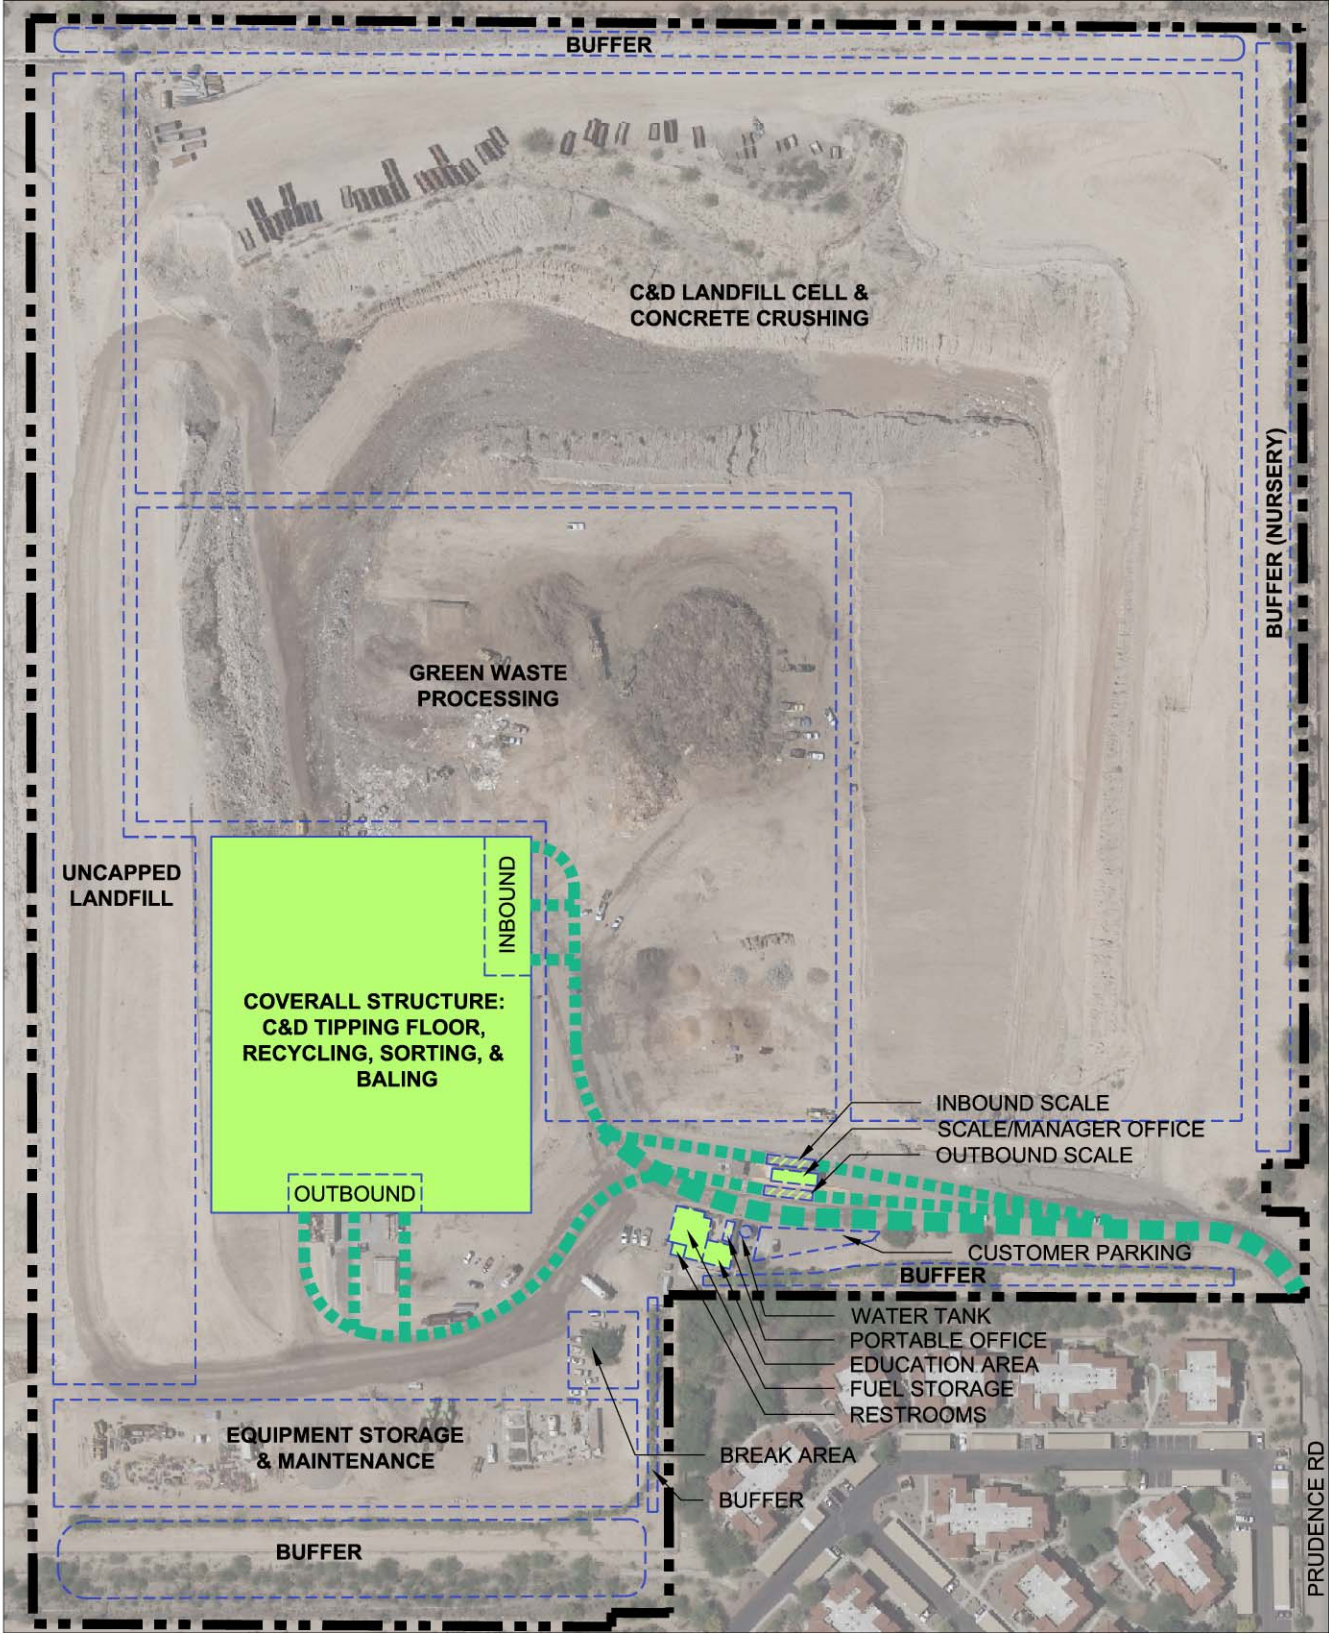 BUFFER
C&D LANDFILL CELL &
CONCRETE CRUSHING
BUFFER (NURSERY)
GREEN WASTE
PROCESSING
UNCAPPED
LANDFILL
INBOUND
COVERALL STRUCTURE:
C&D TIPPING FLOOR,
RECYCLING, SORTING, &
BALING
OUTBOUND
INBOUND SCALE
SCALE/MANAGER OFFICE
OUTBOUND SCALE
CUSTOMER PARKING
BUFFER
WATER TANK
PORTABLE OFFICE
EDUCATION AREA
FUEL STORAGE
RESTROOMS
EQUIPMENT STORAGE
& MAINTENANCE
BREAK AREA
BUFFER
BUFFER
PRUDENCE RD